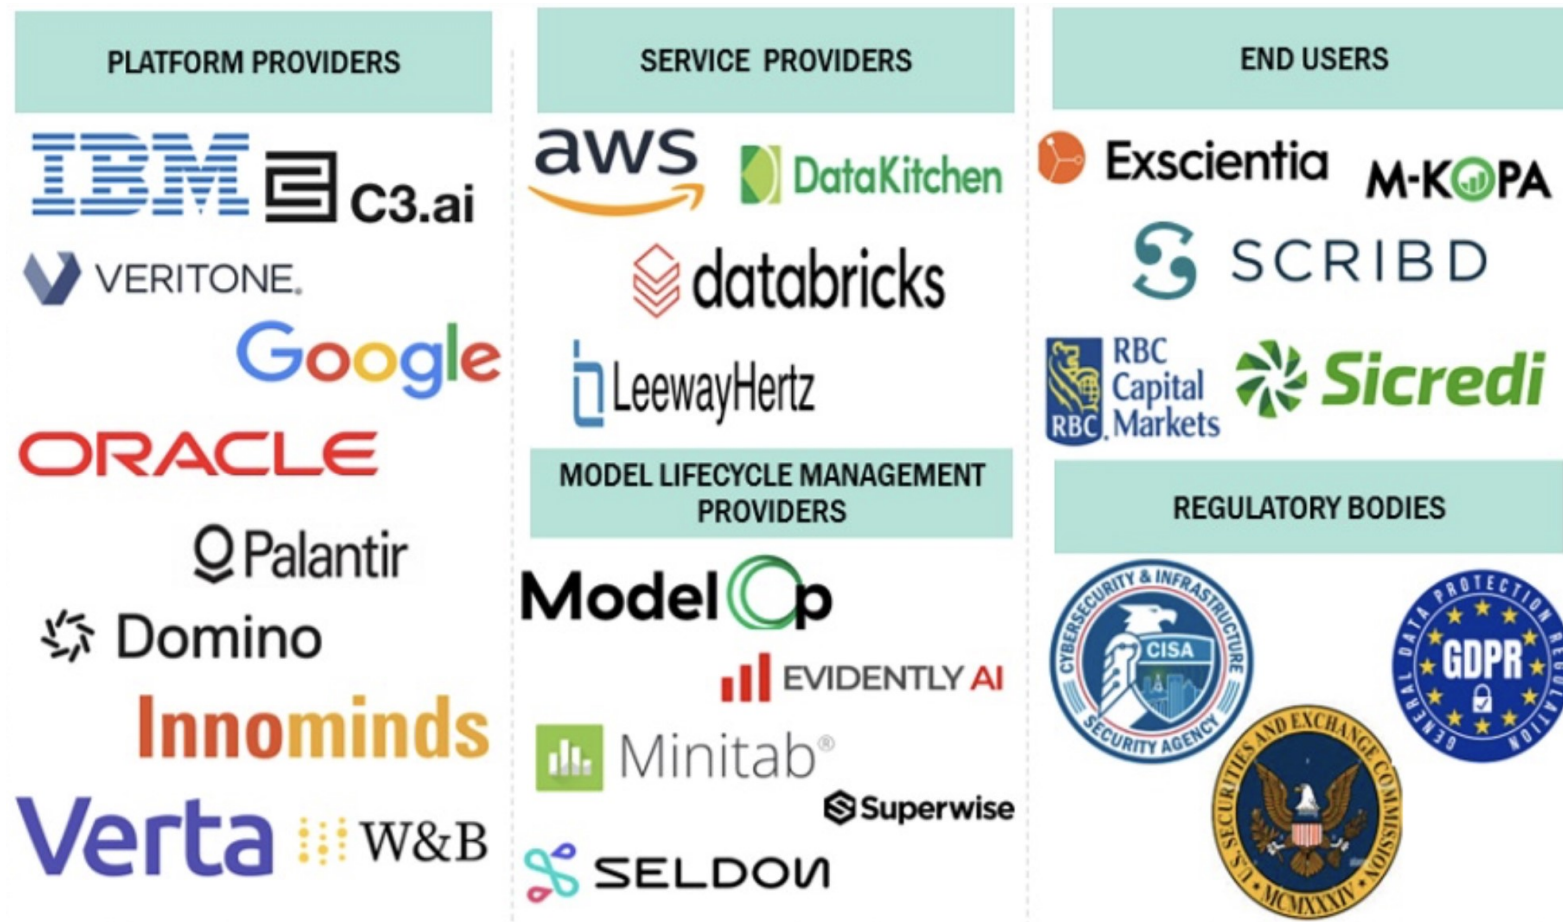 PLATFORM PROVIDERS
IBM
C3.ai
VERITONE®
Google
ORACLE
Palantir
Domino
Innominds
Verta
W&B
SERVICE PROVIDERS
aws
DataKitchen
databricks
LeewayHertz
MODEL LIFECYCLE MANAGEMENT
PROVIDERS
ModelOp
EVIDENTLY AI
Minitab®
Superwise
SELDON
END USERS
Exscientia
M-KOPA
SCRIBD
RBC
RBC
Capital
Markets
Sicredi
REGULATORY BODIES
CYBERSECURITY & INFRASTRUCTURE
SECURITY AGENCY
CISA
GENERAL DATA PROTECTION REGULATION
GDPR
U.S. SECURITIES AND EXCHANGE COMMISSION
MCMXXXIV